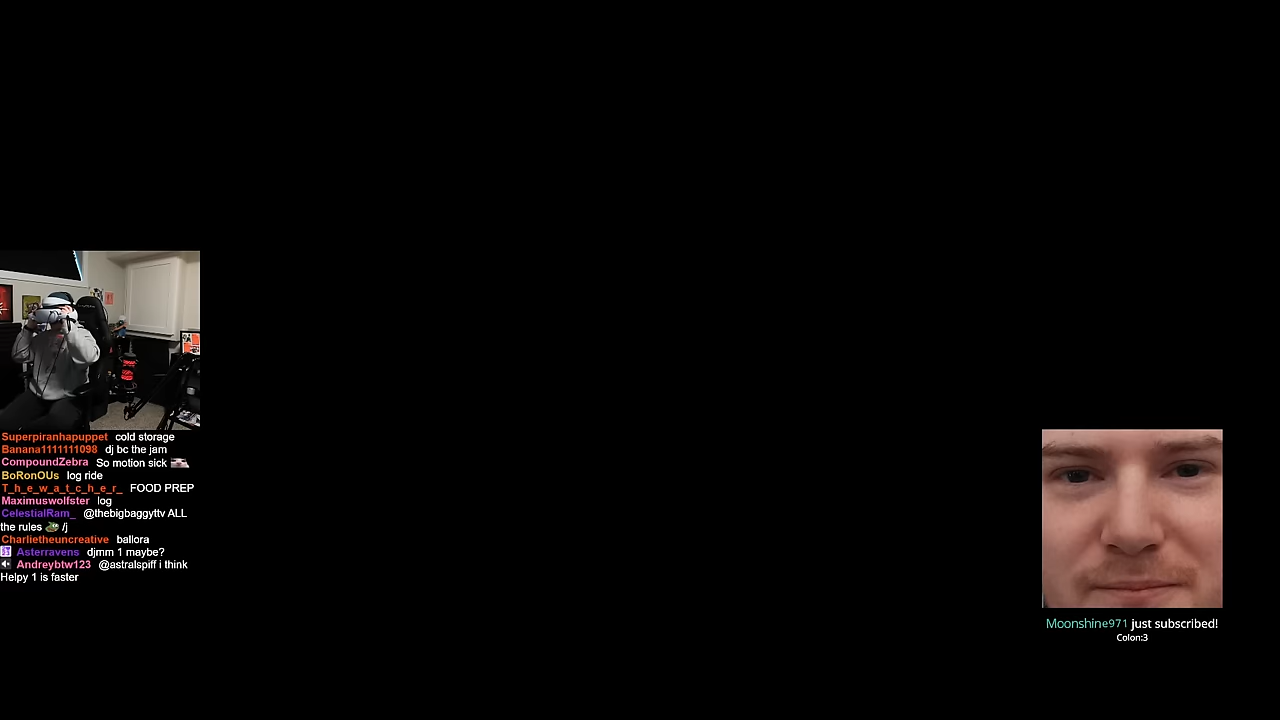 Superpiranhapuppet cold storage
Banana1111111098 dj bc the jam
CompoundZebra So motion sick
BoRonOUs log ride
T_h_e_w_a_t_c_h_e_r_ FOOD PREP
Maximuswolfster log
CelestialRam_ @thebigbaggyttv ALL
the rules /j
Charlietheuncreative ballora
Asterravens djmm 1 maybe?
Andreybtw123 @astralspiff i think
Helpy 1 is faster
Moonshine971 just subscribed!
Colon:3